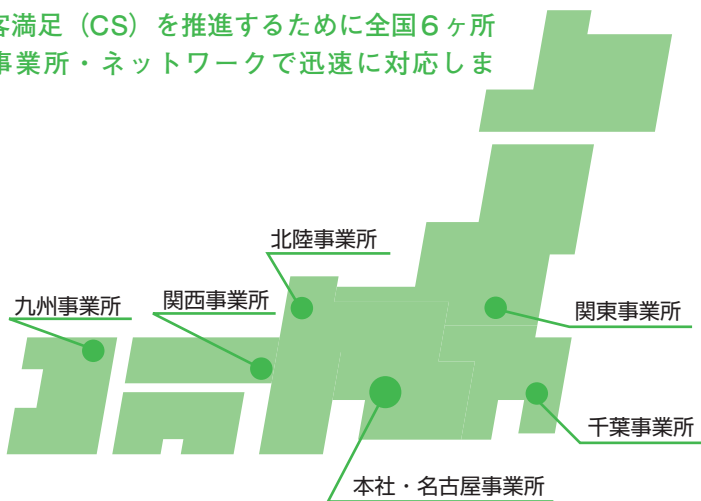 客満足（CS）を推進するために全国６ヶ所
事業所・ネットワークで迅速に対応しま
北陸事業所
九州事業所
関西事業所
関東事業所
千葉事業所
本社・名古屋事業所